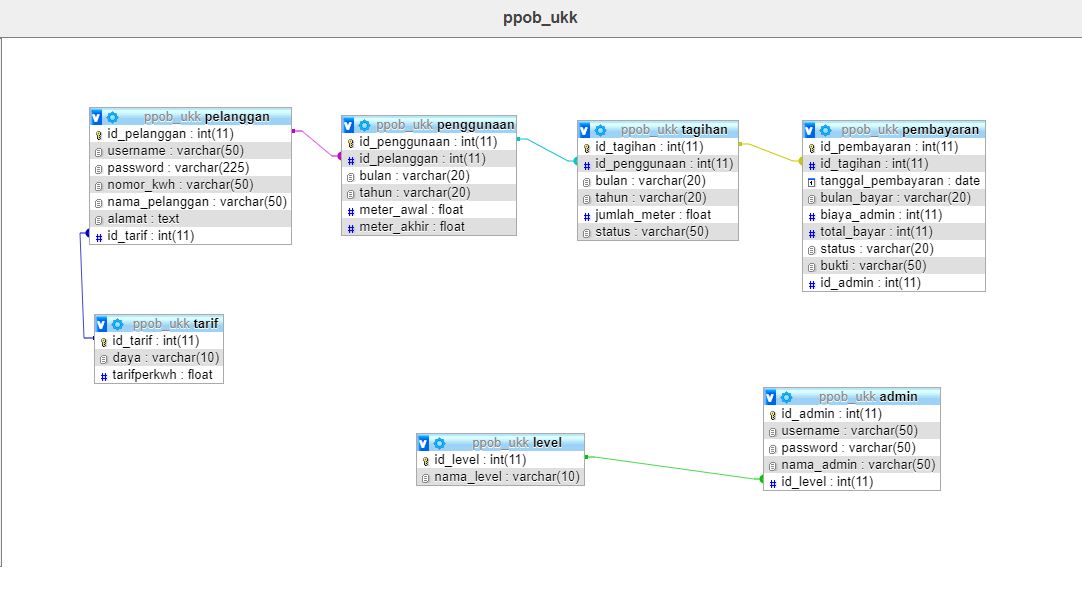 ppob_ukk
ppob_ukk pelanggan
id_pelanggan : int(11)
username : varchar(50)
password : varchar(225)
nomor_kwh : varchar(50)
nama_pelanggan : varchar(50)
alamat : text
id_tarif : int(11)
ppob_ukk penggunaan
id_penggunaan : int(11)
id_pelanggan : int(11)
bulan : varchar(20)
tahun : varchar(20)
meter_awal : float
meter_akhir : float
ppob_ukk tagihan
id_tagihan : int(11)
id_penggunaan : int(11)
bulan : varchar(20)
tahun : varchar(20)
jumlah_meter : float
status : varchar(50)
ppob_ukk pembayaran
id_pembayaran : int(11)
id_tagihan : int(11)
tanggal_pembayaran : date
bulan_bayar : varchar(20)
biaya_admin : int(11)
total_bayar : int(11)
status : varchar(20)
bukti : varchar(50)
id_admin : int(11)
ppob_ukk tarif
id_tarif : int(11)
daya : varchar(10)
tarifperkwh : float
ppob_ukk level
id_level : int(11)
nama_level : varchar(10)
ppob_ukk admin
id_admin : int(11)
username : varchar(50)
password : varchar(50)
nama_admin : varchar(50)
id_level : int(11)